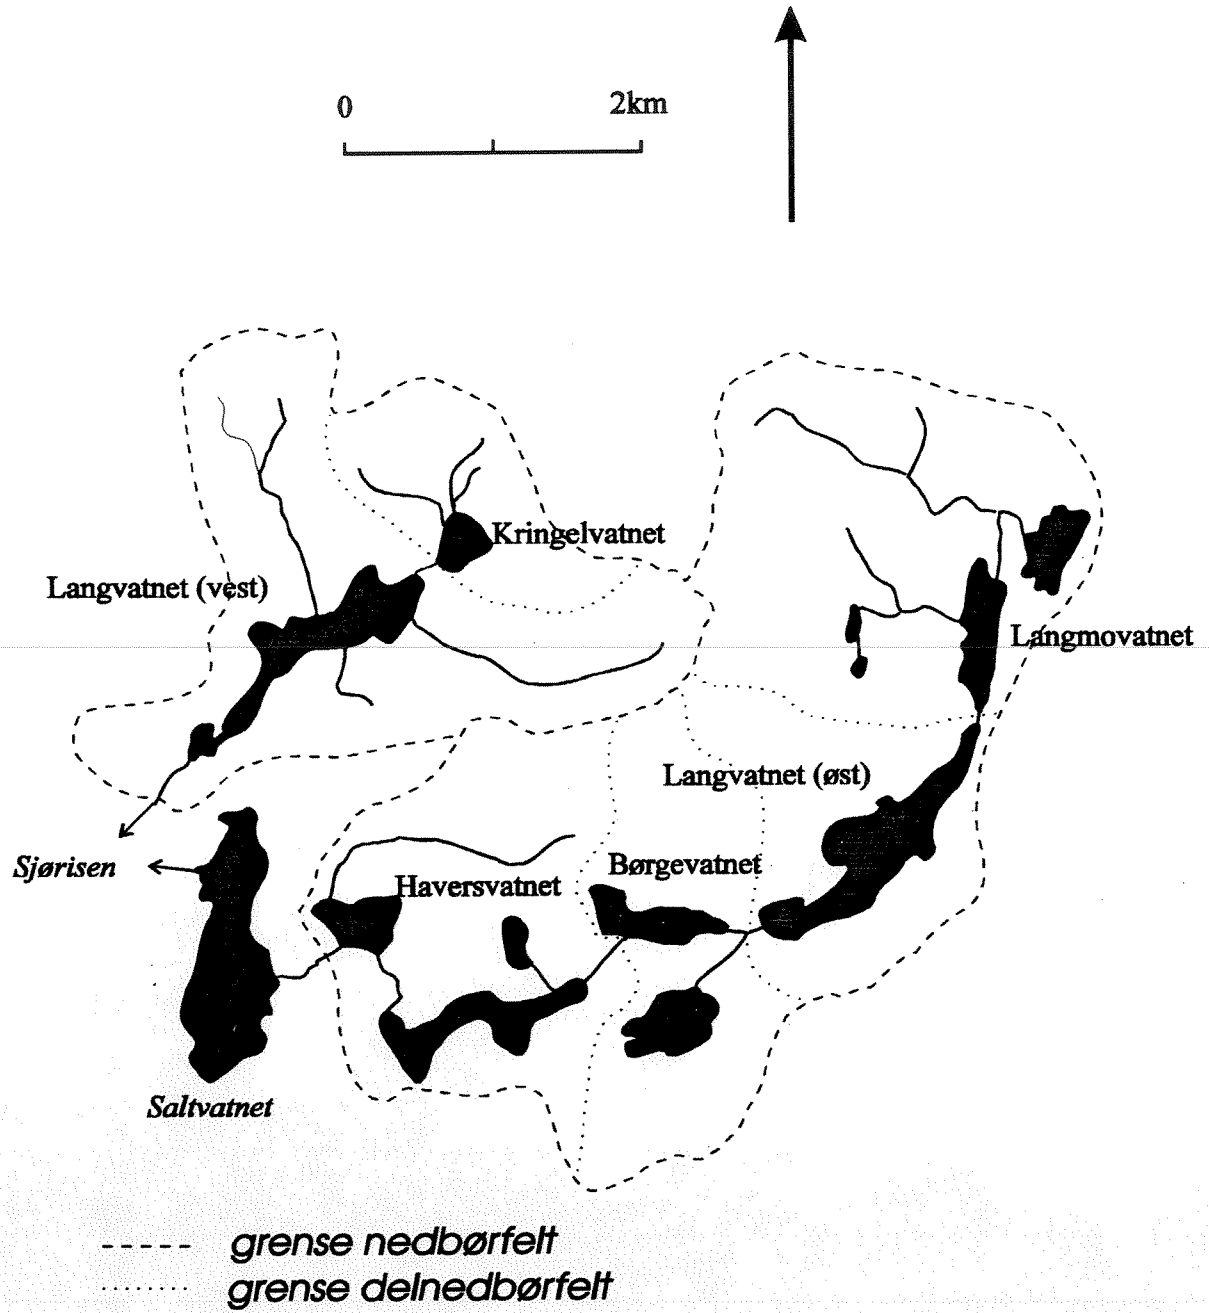 0 2km
Kringelvatnet
Langvatnet (vest)
Langmovatnet
Langvatnet (øst)
Sjørisen
Børgevatnet
Haversvatnet
Saltvatnet
grense nedbørfelt
grense delnedbørfelt